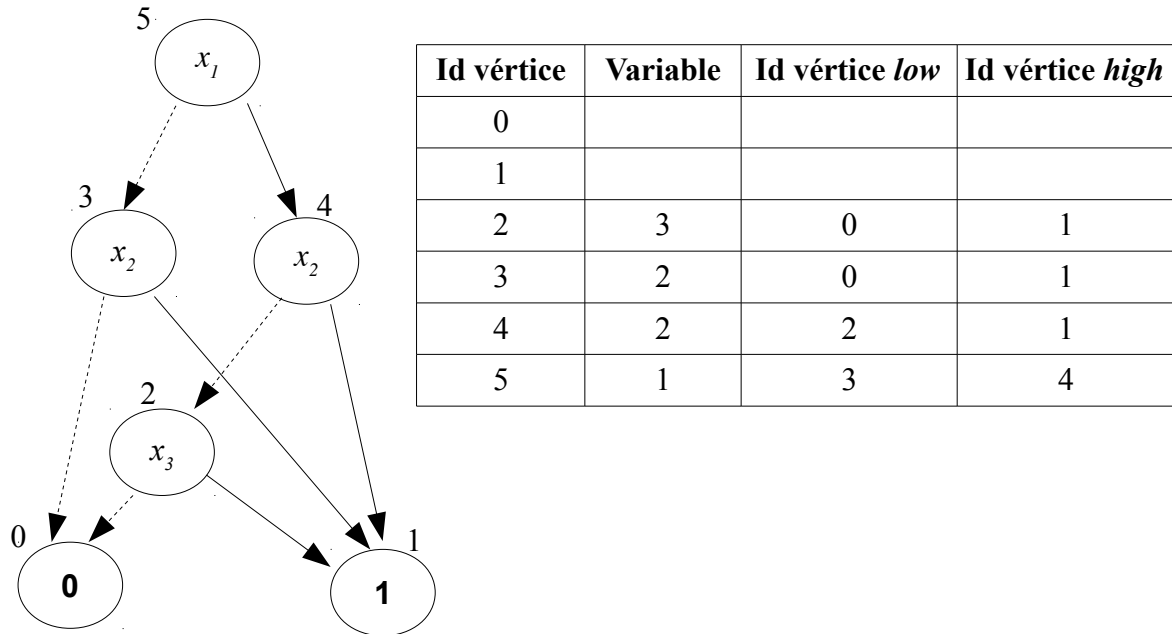 5
x₁
3
x₂
4
x₂
2
x₃
0
0
1
1
Id vértice Variable Id vértice low Id vértice high
0
1
2 3 0 1
3 2 0 1
4 2 2 1
5 1 3 4